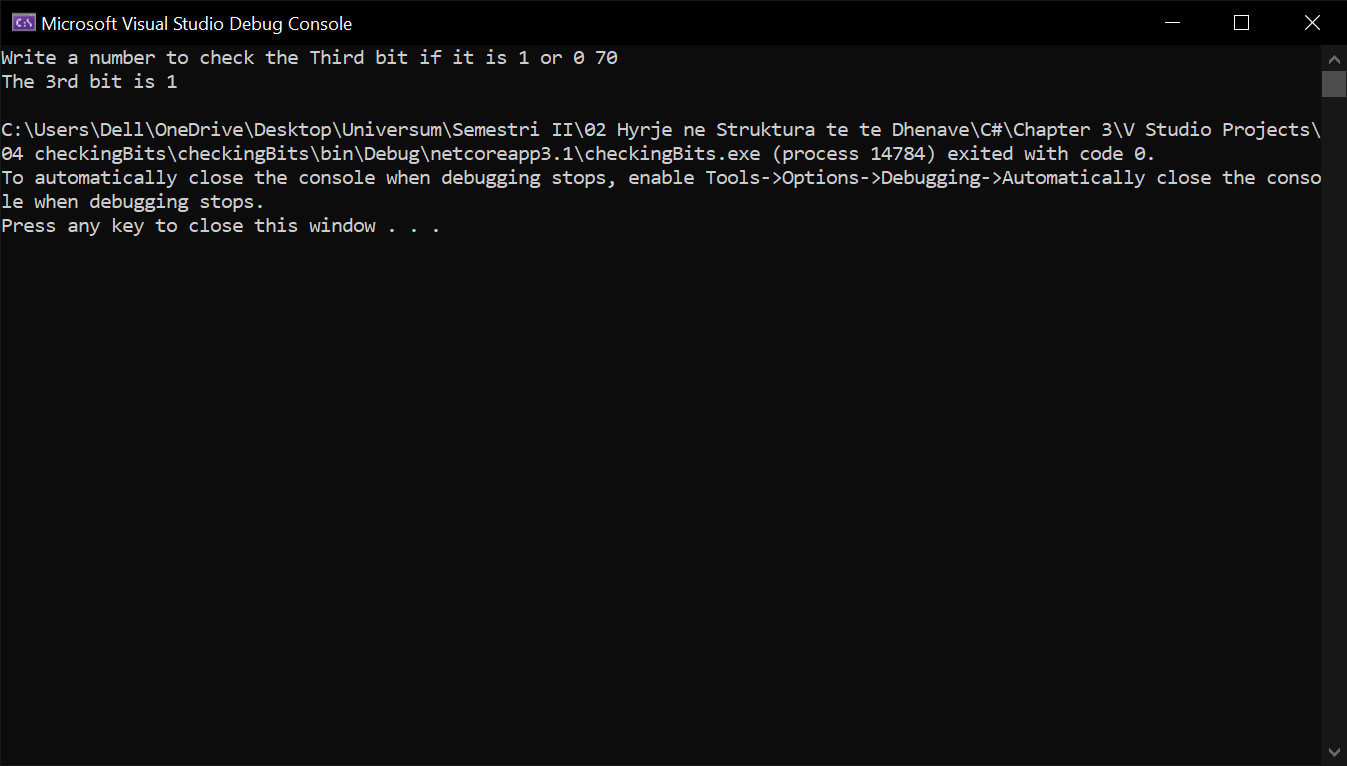 Microsoft Visual Studio Debug Console
Write a number to check the Third bit if it is 1 or 0 70
The 3rd bit is 1
C:\Users\Dell\OneDrive\Desktop\Universum\Semestri II\02 Hyrje ne Struktura te te Dhenave\C#\Chapter 3\V Studio Projects\
04 checkingBits\checkingBits\bin\Debug\netcoreapp3.1\checkingBits.exe (process 14784) exited with code 0.
To automatically close the console when debugging stops, enable Tools->Options->Debugging->Automatically close the conso
le when debugging stops.
Press any key to close this window . . .